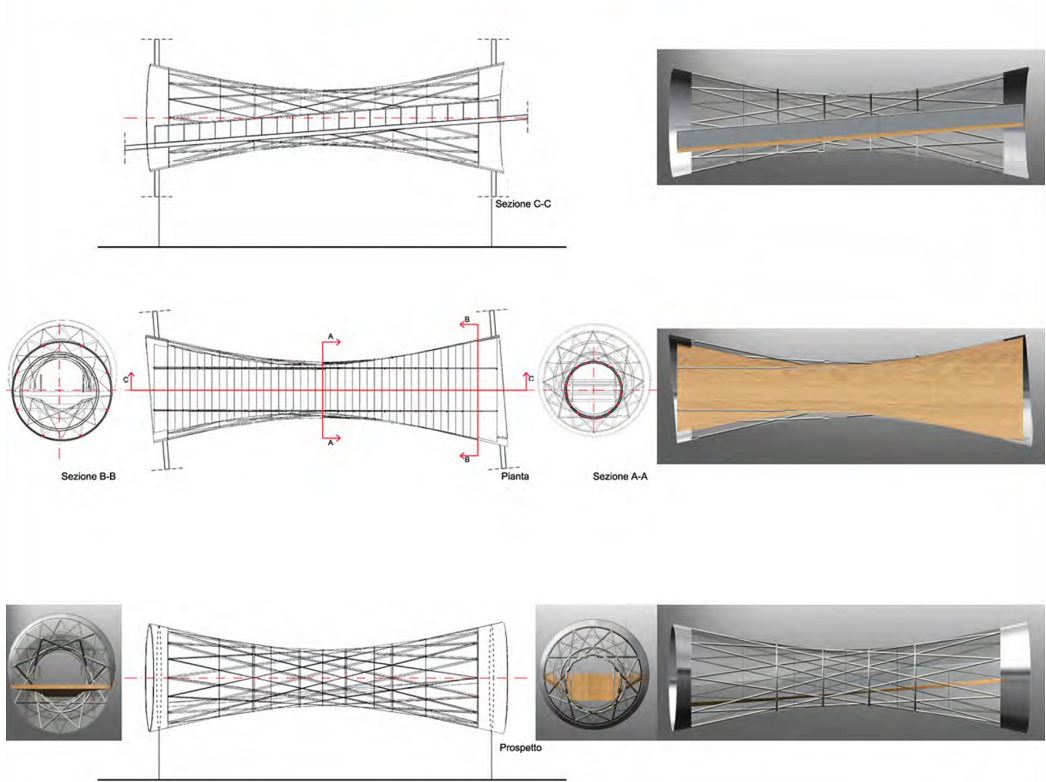 Sezione C-C
B
A
C
C
A
B
Sezione B-B
Pianta
Sezione A-A
Prospetto